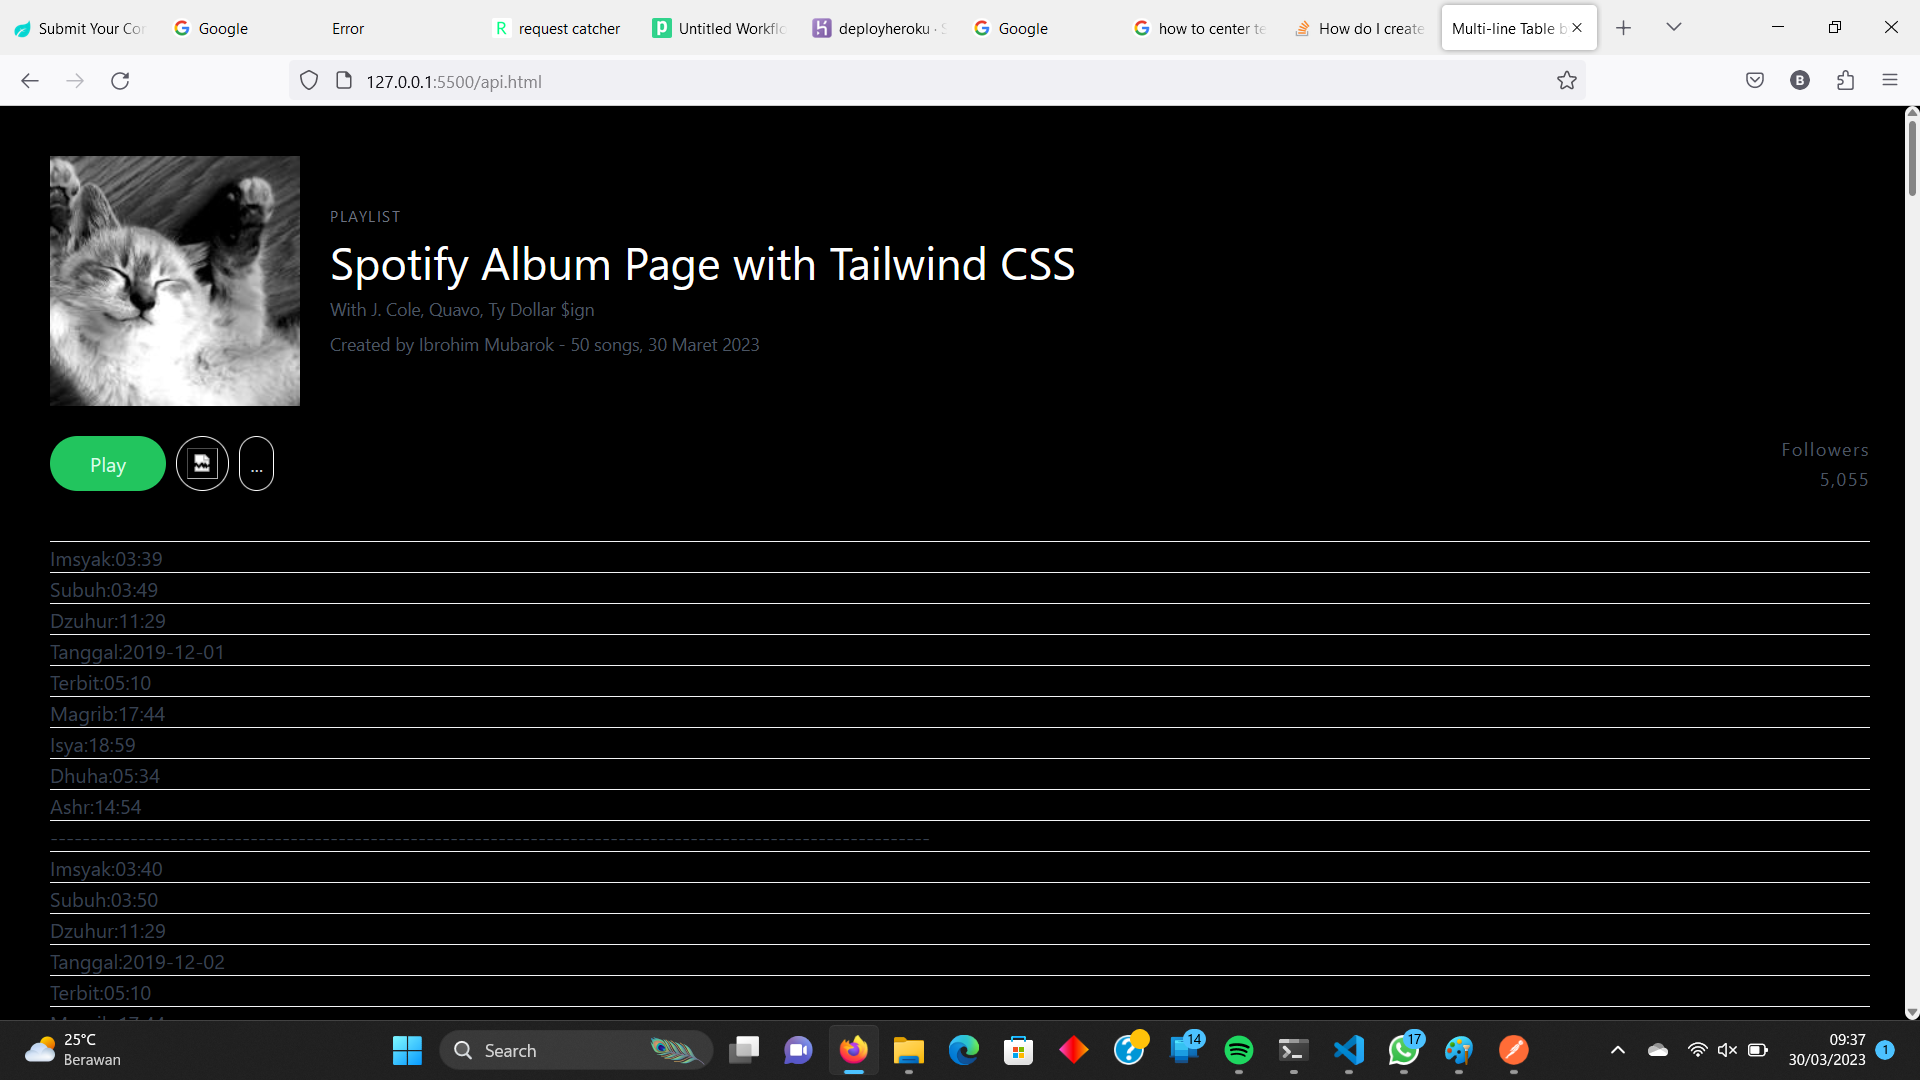 Submit Your Cor
Google
Error
request catcher
Untitled Workflo
deployheroku · S
Google
how to center te
How do I create
Multi-line Table b
127.0.0.1:5500/api.html
PLAYLIST
Spotify Album Page with Tailwind CSS
With J. Cole, Quavo, Ty Dollar $ign
Created by Ibrohim Mubarok - 50 songs, 30 Maret 2023
Play
...
Followers
5,055
Imsyak:03:39
Subuh:03:49
Dzuhur:11:29
Tanggal:2019-12-01
Terbit:05:10
Magrib:17:44
Isya:18:59
Dhuha:05:34
Ashr:14:54
--------------------------------------------------------------------------------------------------------------
Imsyak:03:40
Subuh:03:50
Dzuhur:11:29
Tanggal:2019-12-02
Terbit:05:10
Magrib:17:44
25°C
Berawan
Search
14
17
09:37
30/03/2023
1